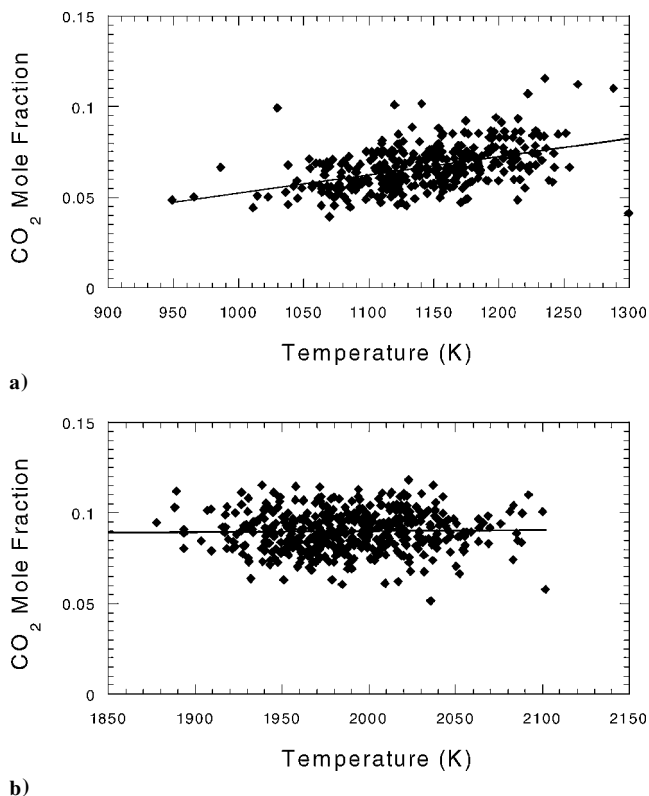 0.15
0.1
0.05
0
CO2 Mole Fraction
900 950 1000 1050 1100 1150 1200 1250 1300
Temperature (K)
a)
0.15
0.1
0.05
0
CO2 Mole Fraction
1850 1900 1950 2000 2050 2100 2150
Temperature (K)
b)